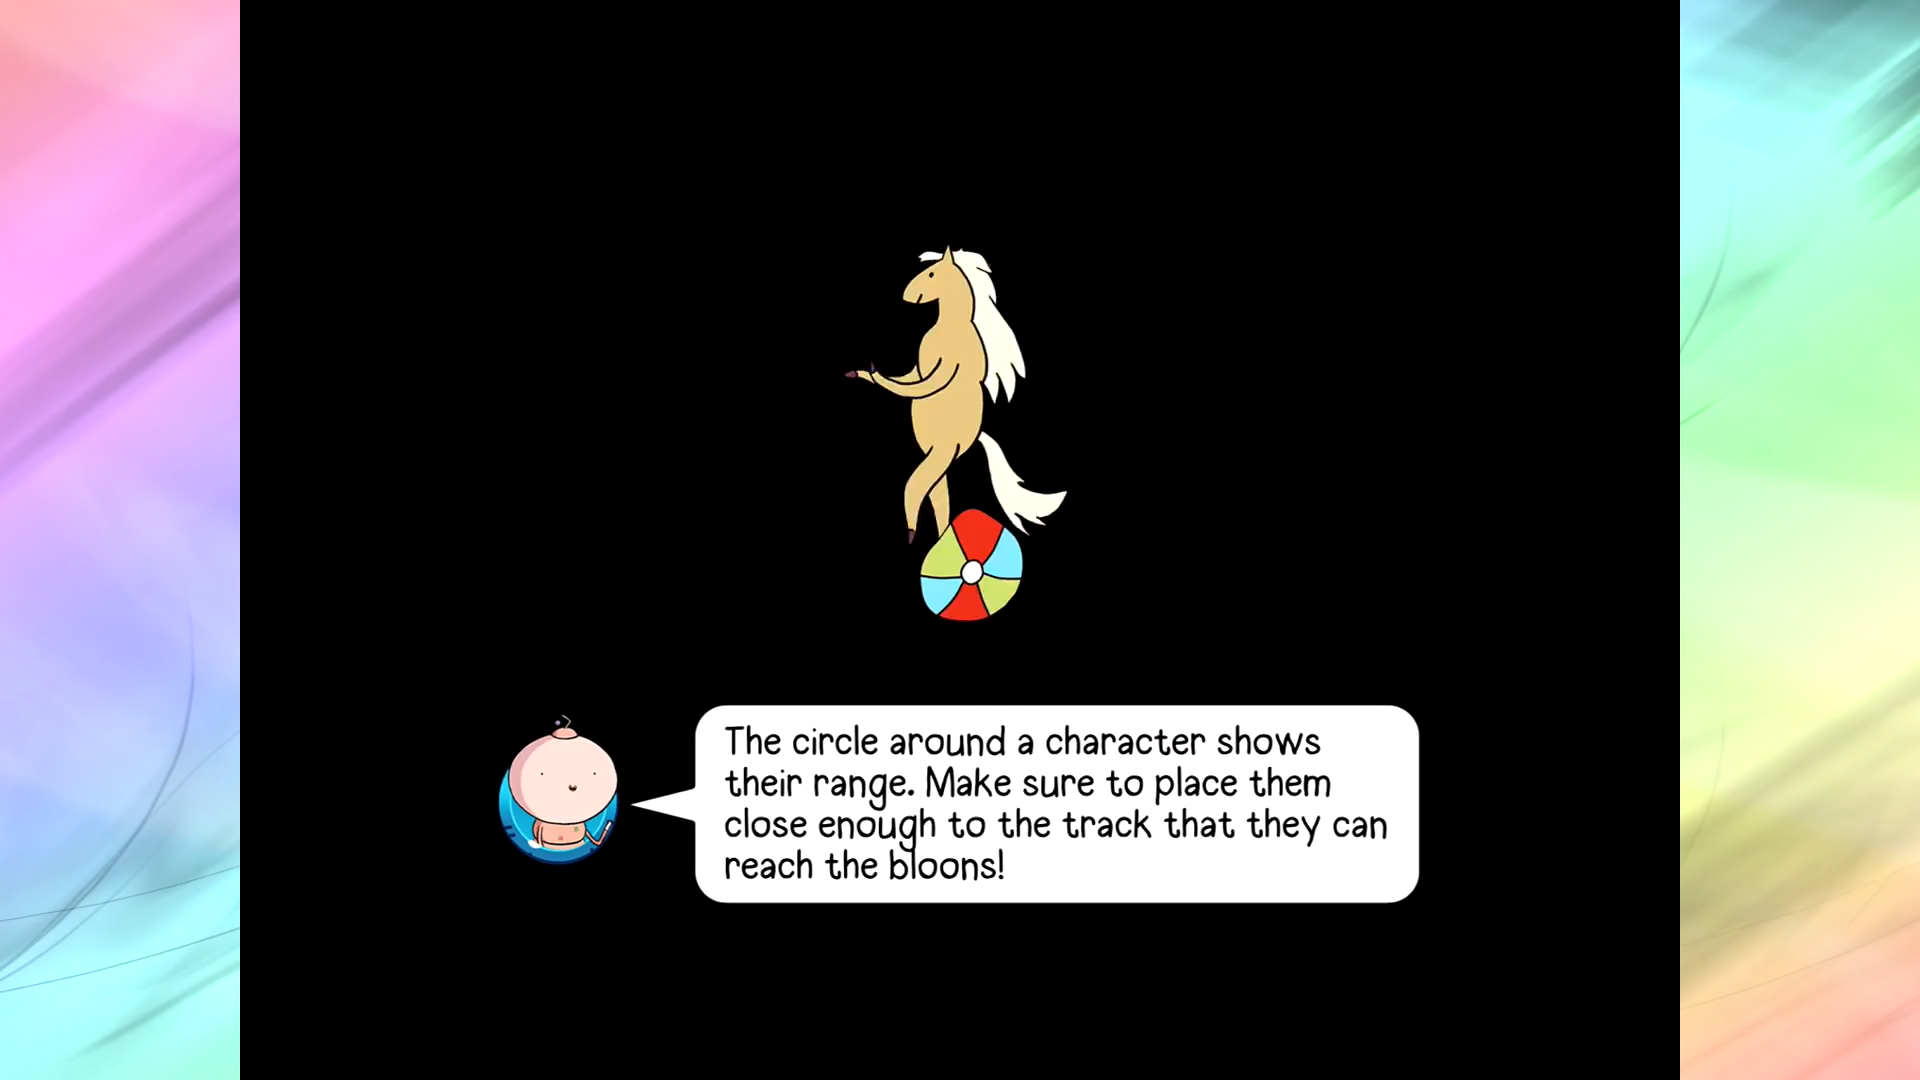 The circle around a character shows
their range. Make sure to place them
close enough to the track that they can
reach the bloons!